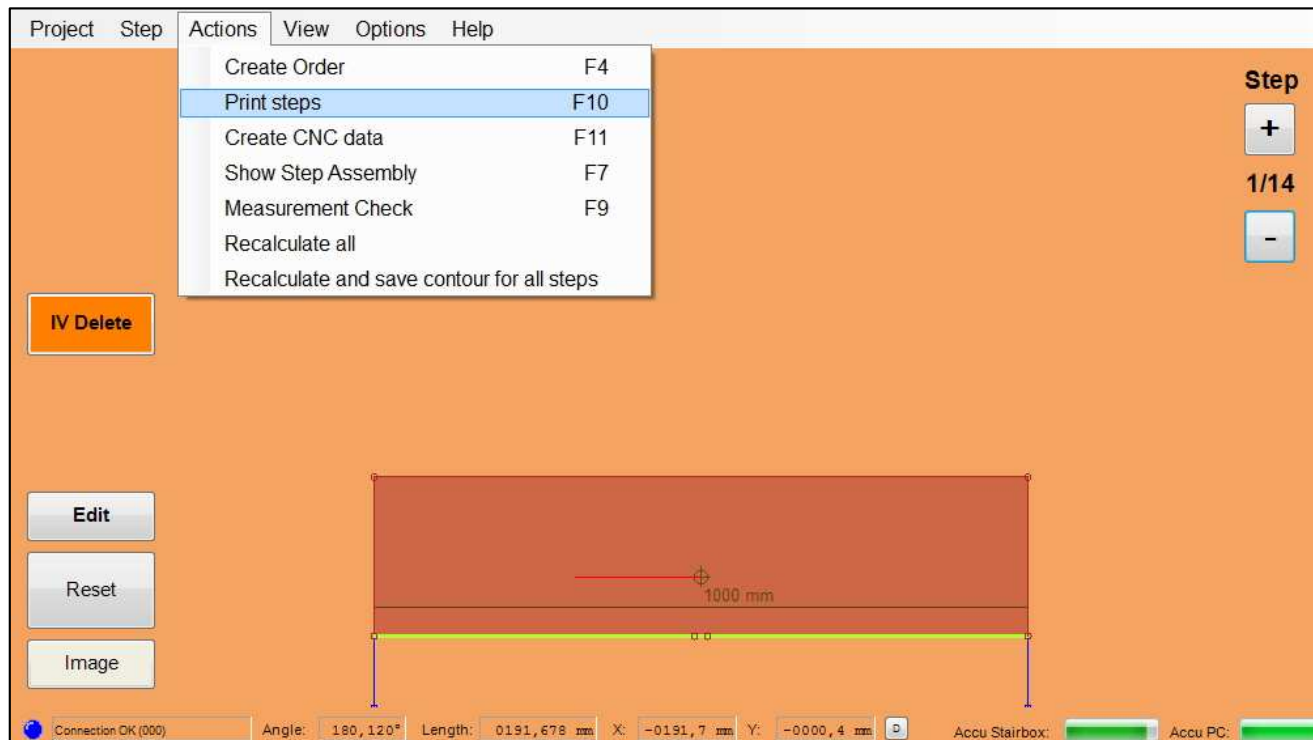 Project Step Actions View Options Help
Create Order F4
Print steps F10
Create CNC data F11
Show Step Assembly F7
Measurement Check F9
Recalculate all
Recalculate and save contour for all steps
Step
+
1/14
-
IV Delete
Edit
Reset
Image
1000 mm
Connection OK (000) Angle: 180,120° Length: 0191,678 mm X: -0191,7 mm Y: -0000,4 mm D Accu Stairbox: Accu PC: